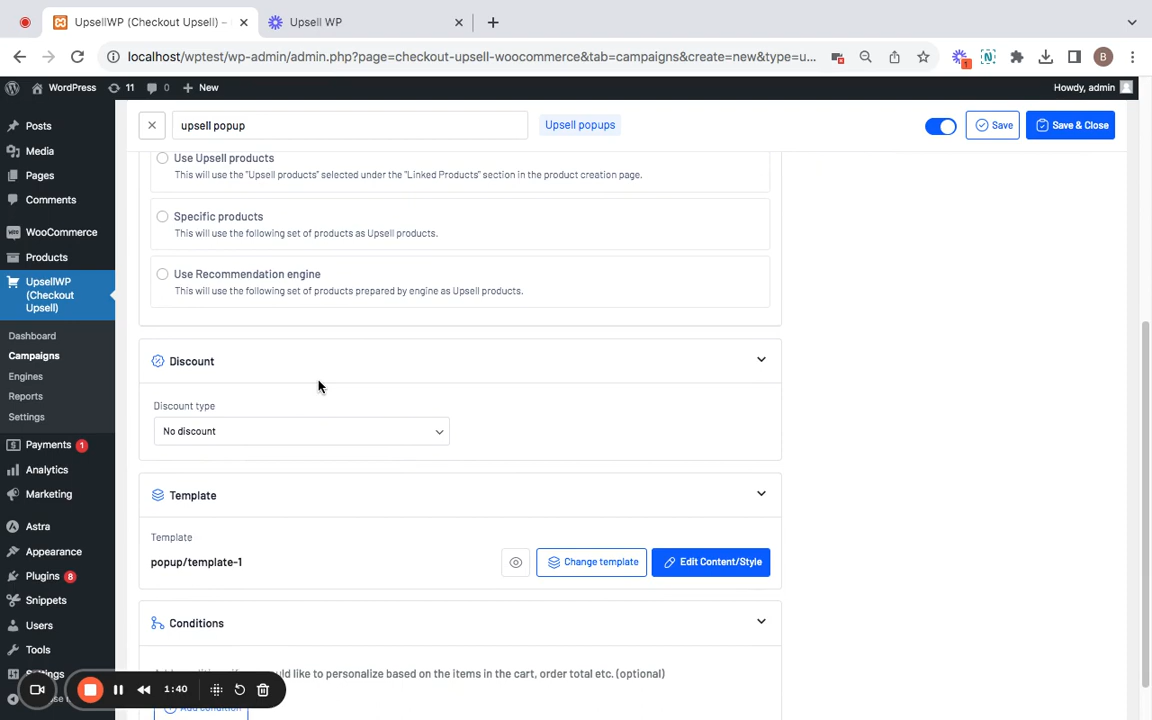 UpsellWP (Checkout Upsell) –
Upsell WP
localhost/wptest/wp-admin/admin.php?page=checkout-upsell-woocommerce&tab=campaigns&create=new&type=u...
1
B
WordPress 11 0 + New
Howdy, admin
Posts
Media
Pages
Comments
WooCommerce
Products
UpsellWP
(Checkout
Upsell)
Dashboard
Campaigns
Engines
Reports
Settings
Payments 1
Analytics
Marketing
Astra
Appearance
Plugins 8
Snippets
Users
Tools
upsell popup
Upsell popups
Save
Save & Close
Use Upsell products
This will use the "Upsell products" selected under the "Linked Products" section in the product creation page.
Specific products
This will use the following set of products as Upsell products.
Use Recommendation engine
This will use the following set of products prepared by engine as Upsell products.
Discount
Discount type
No discount
Template
Template
popup/template-1
Change template
Edit Content/Style
Conditions
to personalize based on the items in the cart, order total etc. (optional)
Add condition
1:40